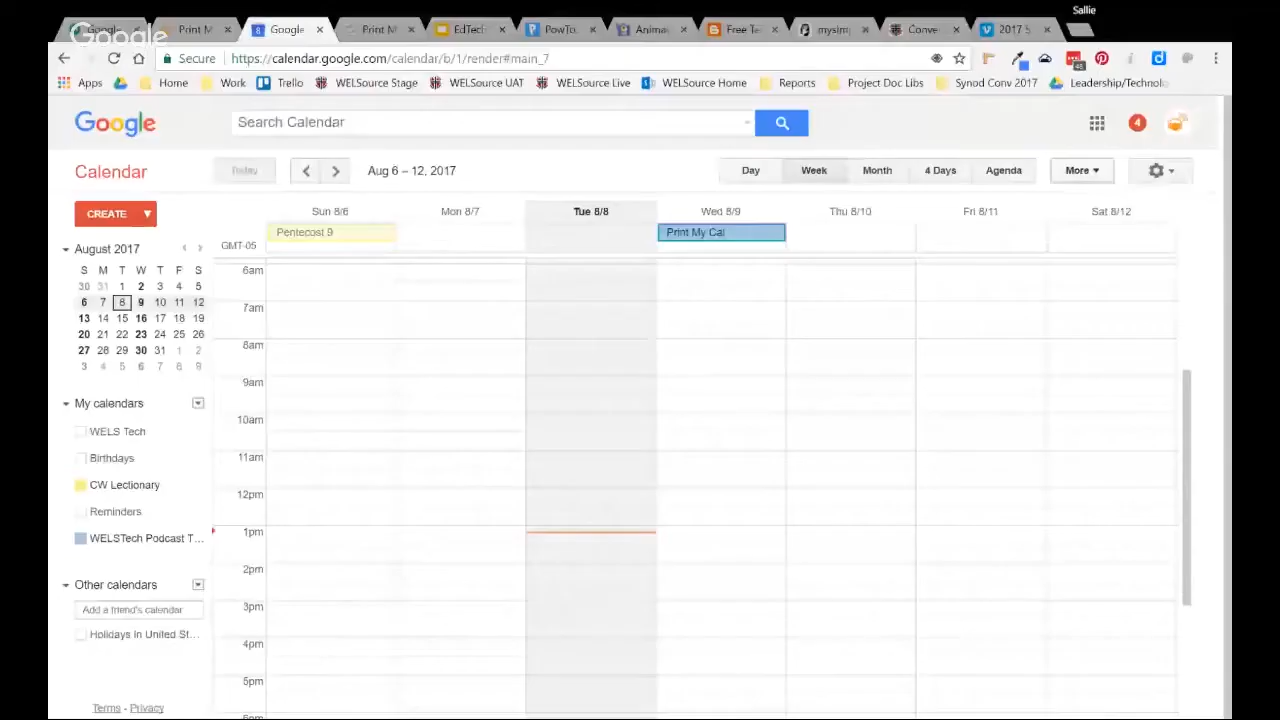 Sallie
Google
Google Print M Google Print M EdTech PowTo Anima Free Te mysimp Conve 2017 S
Secure https://calendar.google.com/calendar/b/1/render#main_7
Apps Home Work Trello WELSource Stage WELSource UAT WELSource Live WELSource Home Reports Project Doc Libs Synod Conv 2017 Leadership/Technolo
Google Search Calendar 4
Calendar Today Aug 6 – 12, 2017 Day Week Month 4 Days Agenda More
CREATE
Sun 8/6 Mon 8/7 Tue 8/8 Wed 8/9 Thu 8/10 Fri 8/11 Sat 8/12
Pentecost 9 Print My Cal
GMT-05
August 2017
S M T W T F S
30 31 1 2 3 4 5
6 7 8 9 10 11 12
13 14 15 16 17 18 19
20 21 22 23 24 25 26
27 28 29 30 31 1 2
3 4 5 6 7 8 9
My calendars
WELS Tech
Birthdays
CW Lectionary
Reminders
WELSTech Podcast T...
Other calendars
Add a friend's calendar
Holidays in United St...
Terms - Privacy
6am
7am
8am
9am
10am
11am
12pm
1pm
2pm
3pm
4pm
5pm